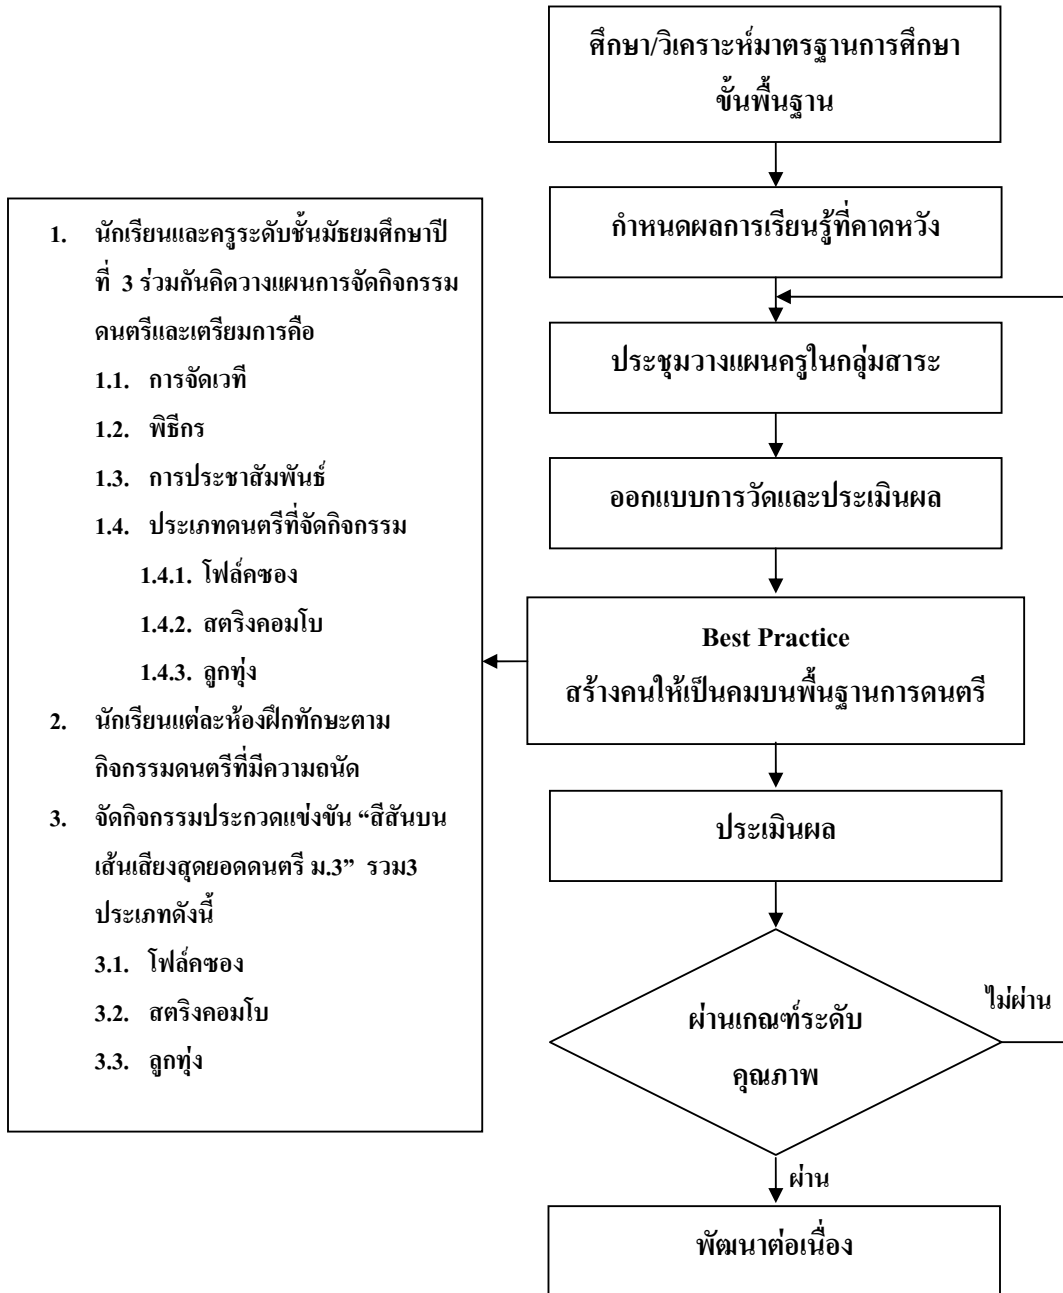 ศึกษา/วิเคราะห์มาตรฐานการศึกษา
ขั้นพื้นฐาน
กำหนดผลการเรียนรู้ที่คาดหวัง
ประชุมวางแผนครูในกลุ่มสาระ
ออกแบบการวัดและประเมินผล
Best Practice
สร้างคนให้เป็นคมบนพื้นฐานการดนตรี
1. นักเรียนและครูระดับชั้นมัธยมศึกษาปี
ที่ 3 ร่วมกันคิดวางแผนการจัดกิจกรรม
ดนตรีและเตรียมการคือ
1.1. การจัดเวที
1.2. พิธีกร
1.3. การประชาสัมพันธ์
1.4. ประเภทดนตรีที่จัดกิจกรรม
1.4.1. โฟล์คซอง
1.4.2. สตริงคอมโบ
1.4.3. ลูกทุ่ง
2. นักเรียนแต่ละห้องฝึกทักษะตาม
กิจกรรมดนตรีที่มีความถนัด
3. จัดกิจกรรมประกวดแข่งขัน “สีสันบน
เส้นเสียงสุดยอดดนตรี ม.3” รวม3
ประเภทดังนี้
3.1. โฟล์คซอง
3.2. สตริงคอมโบ
3.3. ลูกทุ่ง
ประเมินผล
ผ่านเกณฑ์ระดับ
คุณภาพ
ไม่ผ่าน
ผ่าน
พัฒนาต่อเนื่อง